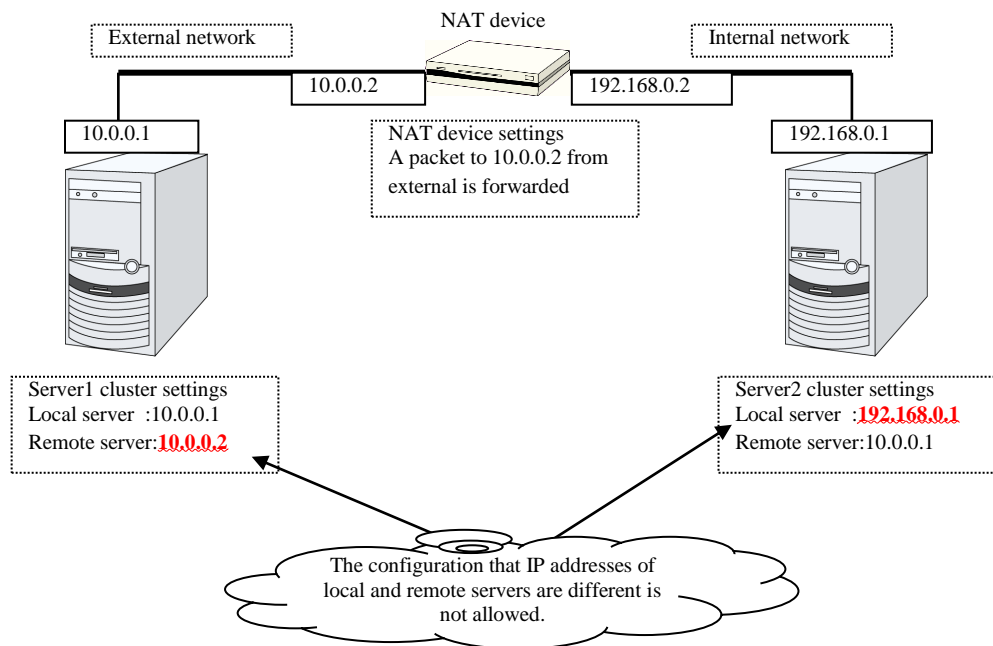 NAT device
External network
Internal network
10.0.0.2
192.168.0.2
10.0.0.1
192.168.0.1
NAT device settings
A packet to 10.0.0.2 from
external is forwarded
Server1 cluster settings
Local server :10.0.0.1
Remote server:10.0.0.2
Server2 cluster settings
Local server :192.168.0.1
Remote server:10.0.0.1
The configuration that IP addresses of
local and remote servers are different is
not allowed.